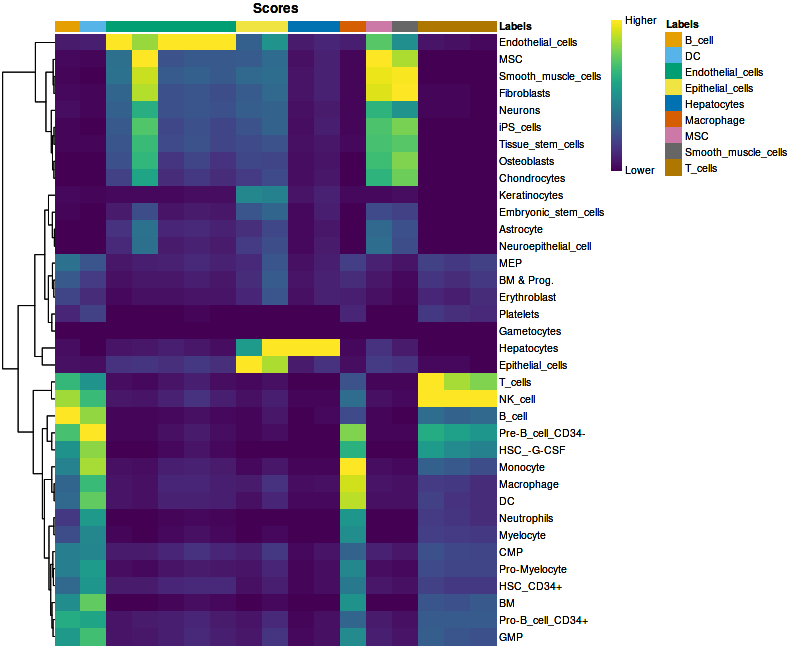 Scores
Labels
Endothelial_cells
MSC
Smooth_muscle_cells
Fibroblasts
Neurons
iPS_cells
Tissue_stem_cells
Osteoblasts
Chondrocytes
Keratinocytes
Embryonic_stem_cells
Astrocyte
Neuroepithelial_cell
MEP
BM & Prog.
Erythroblast
Platelets
Gametocytes
Hepatocytes
Epithelial_cells
T_cells
NK_cell
B_cell
Pre-B_cell_CD34-
HSC_-G-CSF
Monocyte
Macrophage
DC
Neutrophils
Myelocyte
CMP
Pro-Myelocyte
HSC_CD34+
BM
Pro-B_cell_CD34+
GMP
Higher
Lower
Labels
B_cell
DC
Endothelial_cells
Epithelial_cells
Hepatocytes
Macrophage
MSC
Smooth_muscle_cells
T_cells